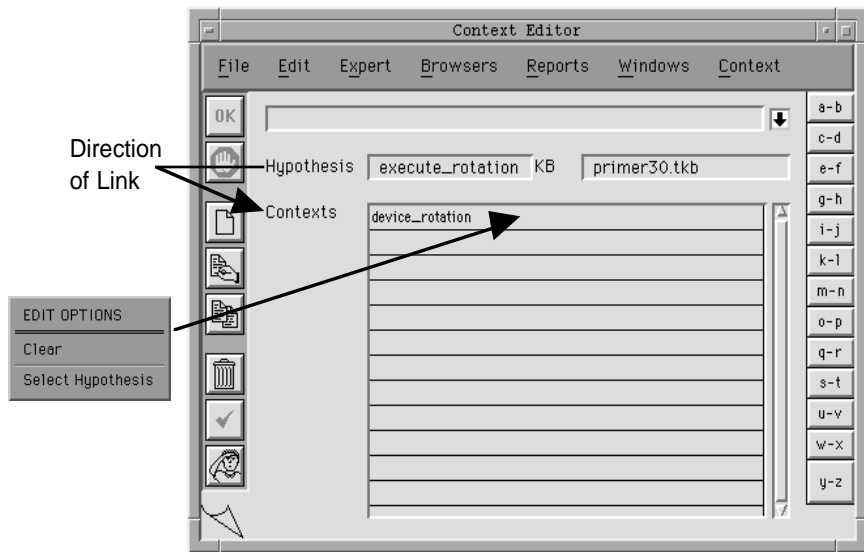 Context Editor
File Edit Expert Browsers Reports Windows Context
OK
Direction
of Link
Hypothesis execute_rotation KB primer30.tkb
Contexts device_rotation
EDIT OPTIONS
Clear
Select Hypothesis
a-b
c-d
e-f
g-h
i-j
k-l
m-n
o-p
q-r
s-t
u-v
w-x
y-z